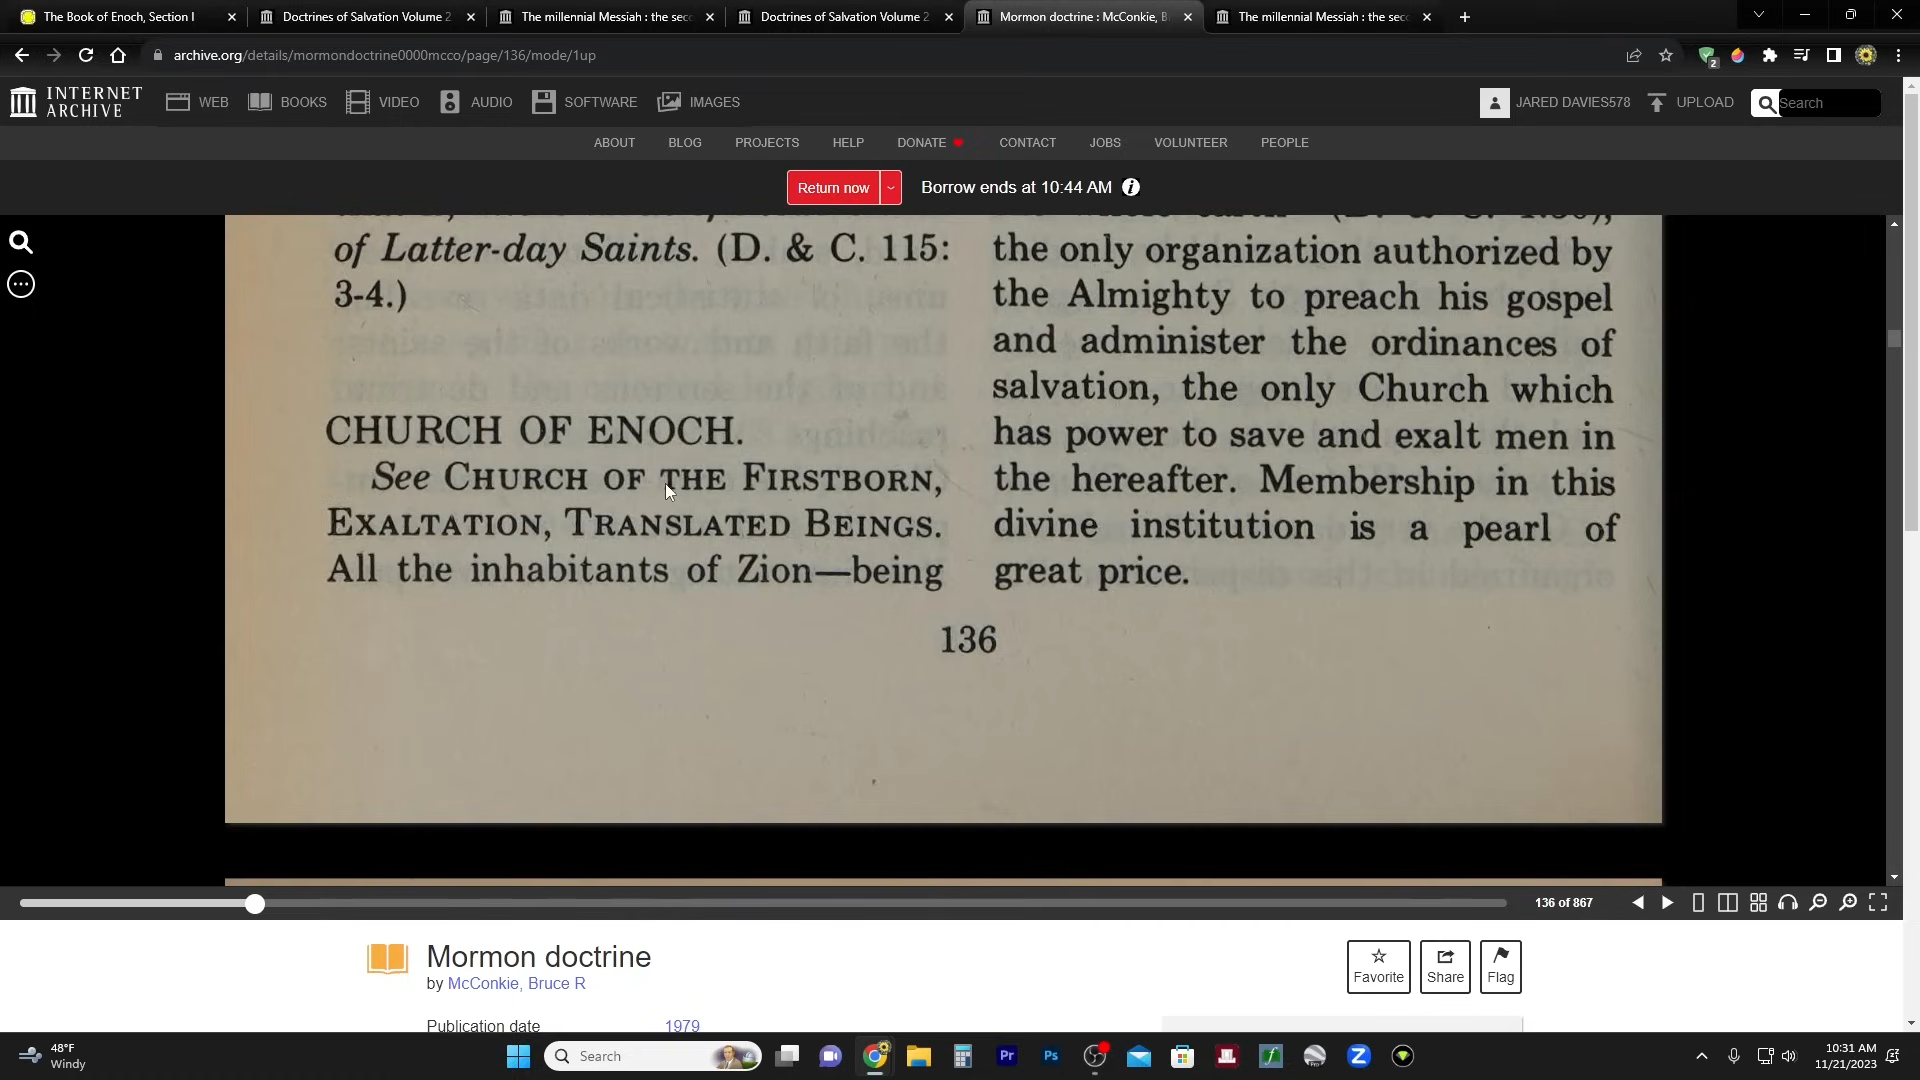 The Book of Enoch, Section I
Doctrines of Salvation Volume 2
The millennial Messiah : the sec
Doctrines of Salvation Volume 2
Mormon doctrine : McConkie, B
The millennial Messiah : the sec
archive.org/details/mormondoctrine0000mcco/page/136/mode/1up
2
INTERNET
ARCHIVE
WEB
BOOKS
VIDEO
AUDIO
SOFTWARE
IMAGES
JARED DAVIES578
UPLOAD
Search
ABOUT
BLOG
PROJECTS
HELP
DONATE
CONTACT
JOBS
VOLUNTEER
PEOPLE
Return now
Borrow ends at 10:44 AM
of Latter-day Saints. (D. & C. 115:
3-4.)
CHURCH OF ENOCH.
See CHURCH OF THE FIRSTBORN,
EXALTATION, TRANSLATED BEINGS.
All the inhabitants of Zion—being
the only organization authorized by
the Almighty to preach his gospel
and administer the ordinances of
salvation, the only Church which
has power to save and exalt men in
the hereafter. Membership in this
divine institution is a pearl of
great price.
136
136 of 867
Mormon doctrine
by McConkie, Bruce R
Favorite
Share
Flag
Publication date
1979
48°F
Windy
Search
Pr
Ps
Z
10:31 AM
11/21/2023